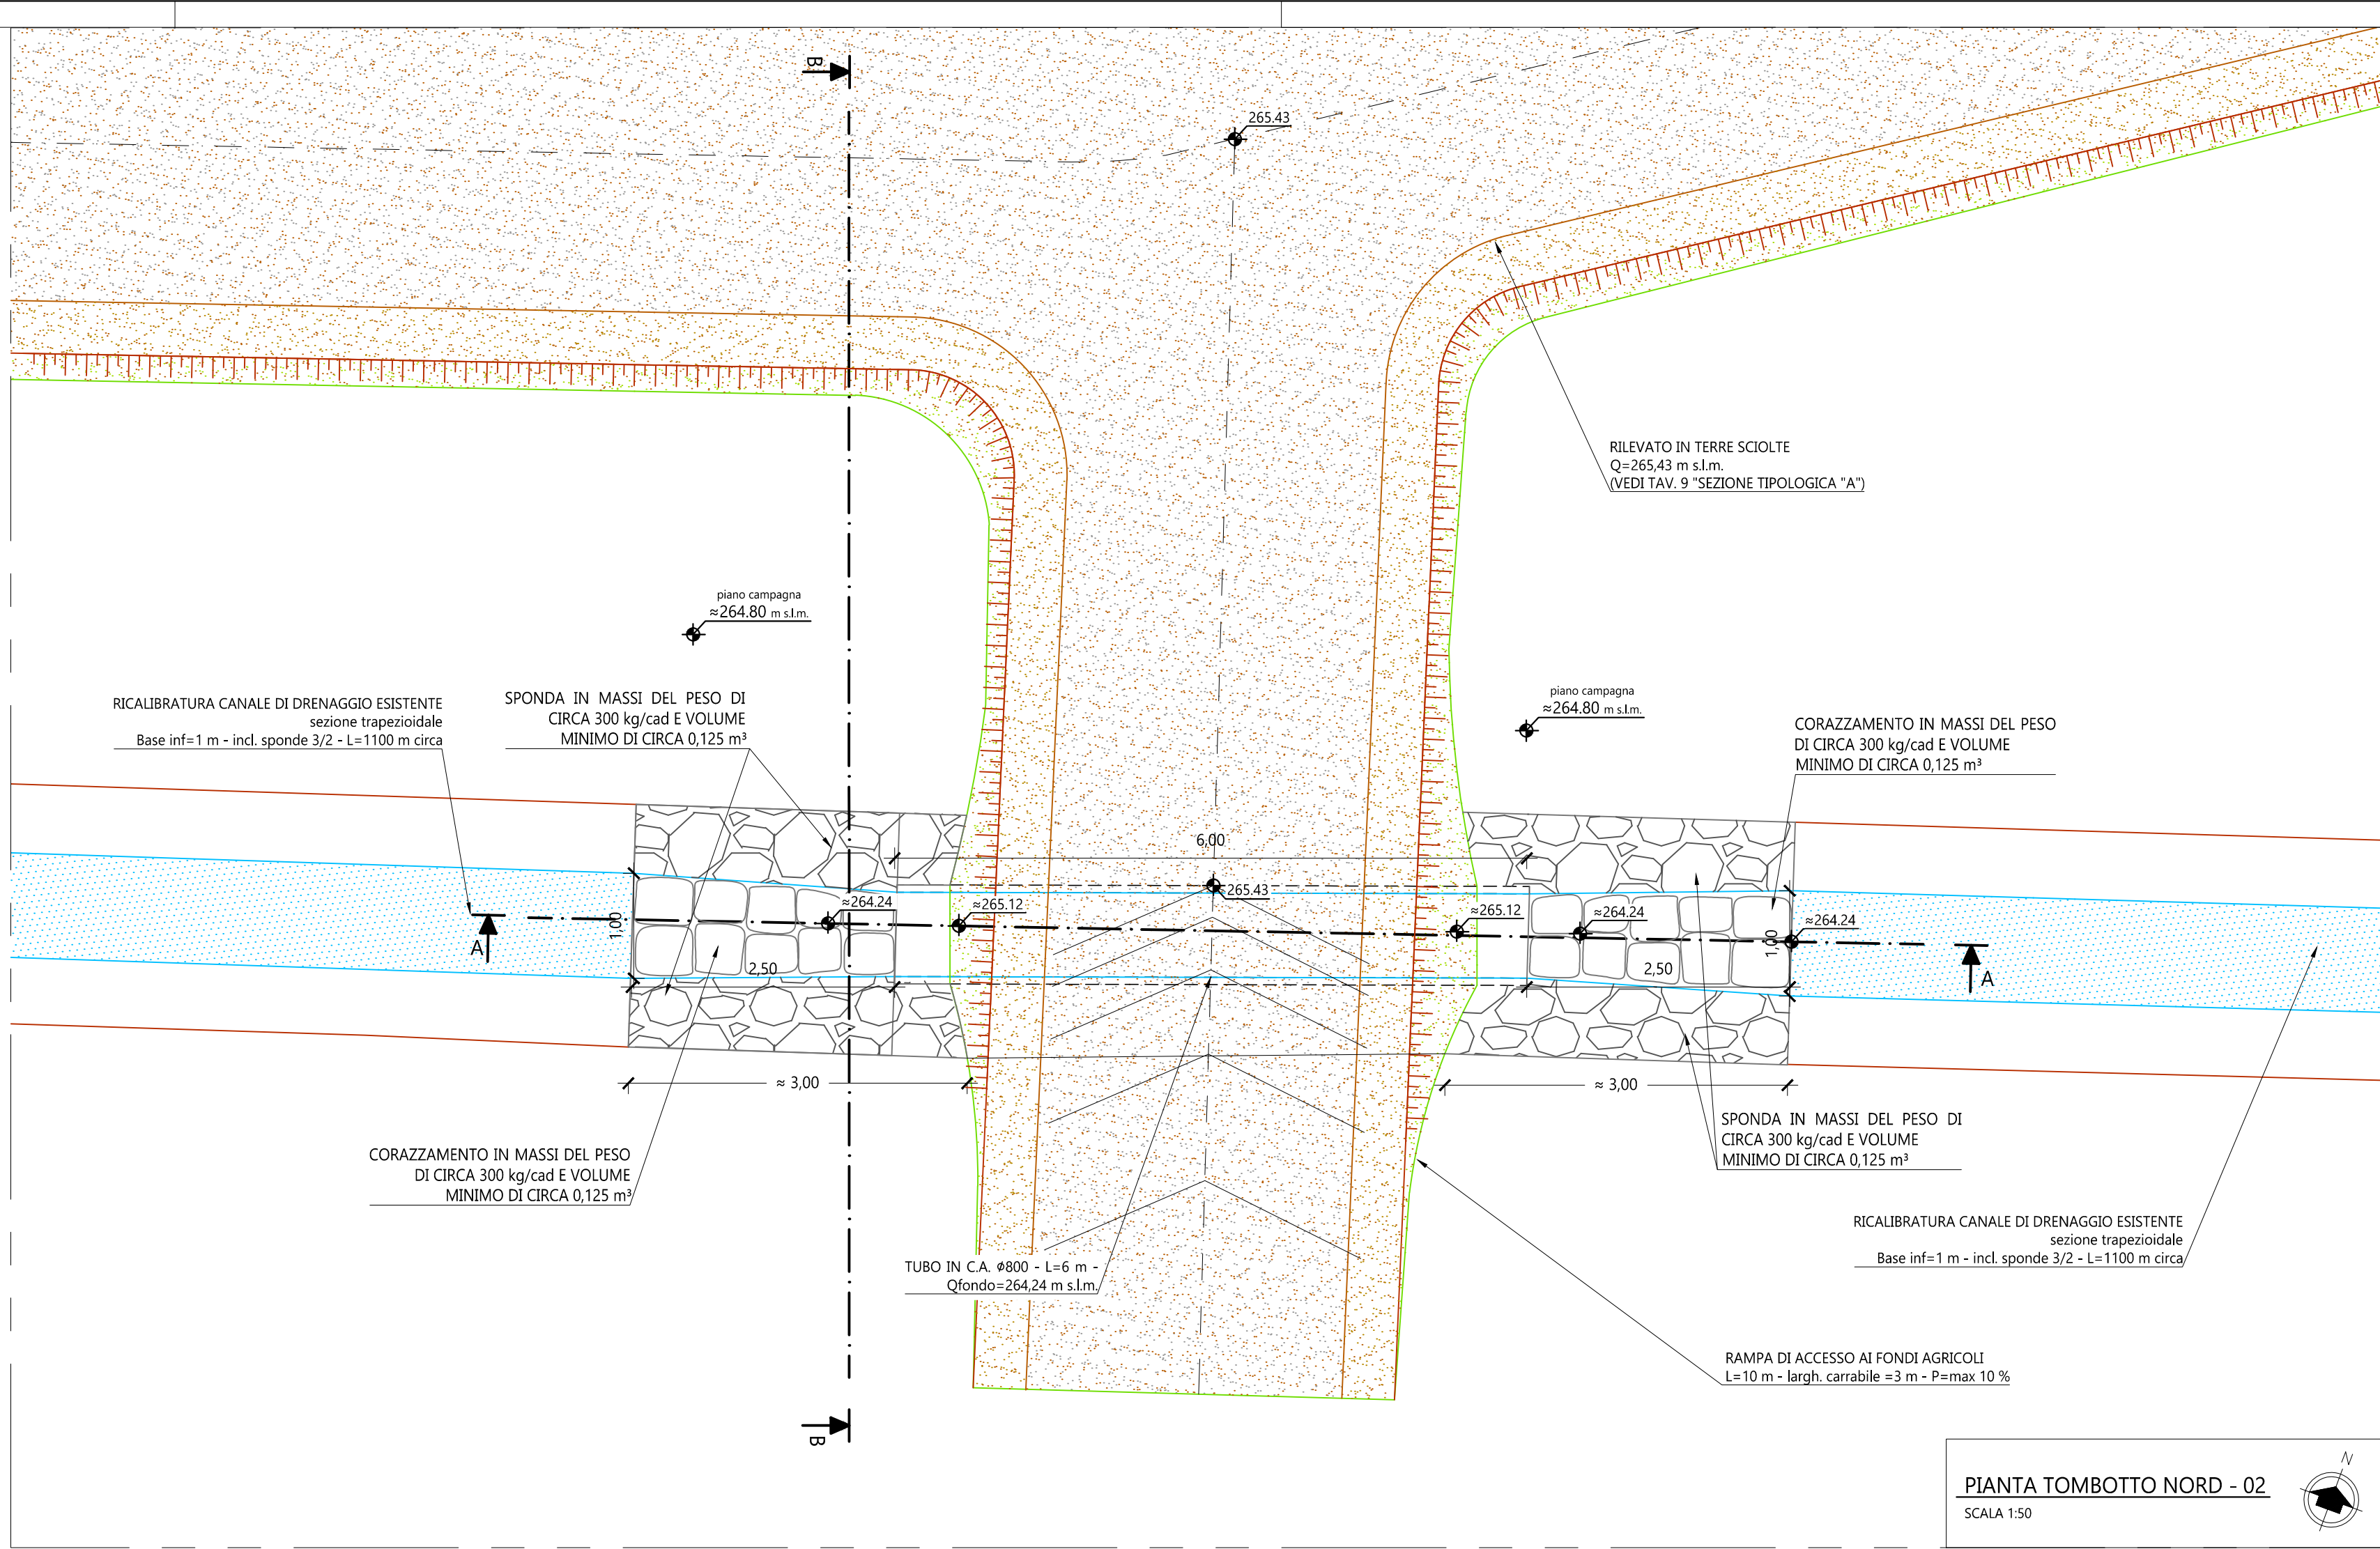 B
265.43
RILEVATO IN TERRE SCIOLTE
Q=265,43 m s.l.m.
(VEDI TAV. 9 "SEZIONE TIPOLOGICA "A")
piano campagna
≈264.80 m s.l.m.
piano campagna
≈264.80 m s.l.m.
RICALIBRATURA CANALE DI DRENAGGIO ESISTENTE
sezione trapezioidale
Base inf=1 m - incl. sponde 3/2 - L=1100 m circa
SPONDA IN MASSI DEL PESO DI
CIRCA 300 kg/cad E VOLUME
MINIMO DI CIRCA 0,125 m³
CORAZZAMENTO IN MASSI DEL PESO
DI CIRCA 300 kg/cad E VOLUME
MINIMO DI CIRCA 0,125 m³
6,00
265.43
≈264.24
≈265.12
≈265.12
≈264.24
≈264.24
1,00
1,00
A
A
2,50
2,50
≈ 3,00
≈ 3,00
SPONDA IN MASSI DEL PESO DI
CIRCA 300 kg/cad E VOLUME
MINIMO DI CIRCA 0,125 m³
CORAZZAMENTO IN MASSI DEL PESO
DI CIRCA 300 kg/cad E VOLUME
MINIMO DI CIRCA 0,125 m³
RICALIBRATURA CANALE DI DRENAGGIO ESISTENTE
sezione trapezioidale
Base inf=1 m - incl. sponde 3/2 - L=1100 m circa
TUBO IN C.A. ϕ800 - L=6 m -
Qfondo=264,24 m s.l.m.
RAMPA DI ACCESSO AI FONDI AGRICOLI
L=10 m - largh. carrabile =3 m - P=max 10 %
B
PIANTA TOMBOTTO NORD - 02
SCALA 1:50
N